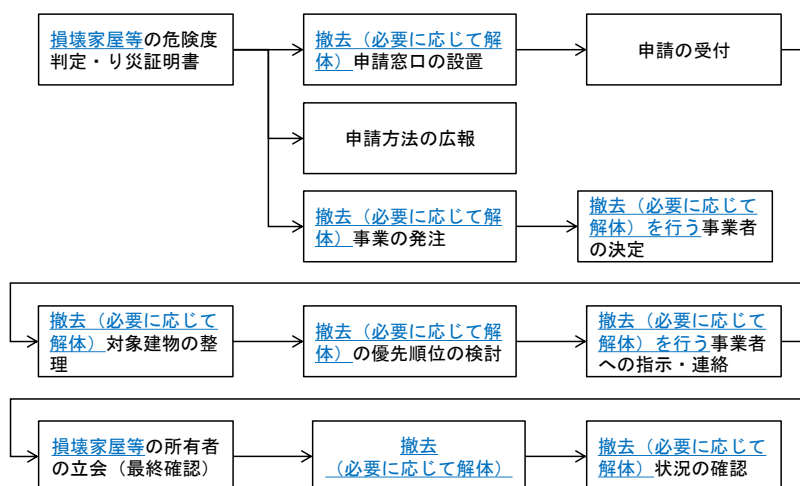 損壊家屋等の危険度
判定・り災証明書
撤去（必要に応じて解
体）申請窓口の設置
申請の受付
申請方法の広報
撤去（必要に応じて解
体）事業の発注
撤去（必要に応じて
解体）を行う事業者
の決定
撤去（必要に応じて
解体）対象建物の整
理
撤去（必要に応じて解
体）の優先順位の検討
撤去（必要に応じて
解体）を行う事業者
への指示・連絡
損壊家屋等の所有者
の立会（最終確認）
撤去
（必要に応じて解体）
撤去（必要に応じて
解体）状況の確認